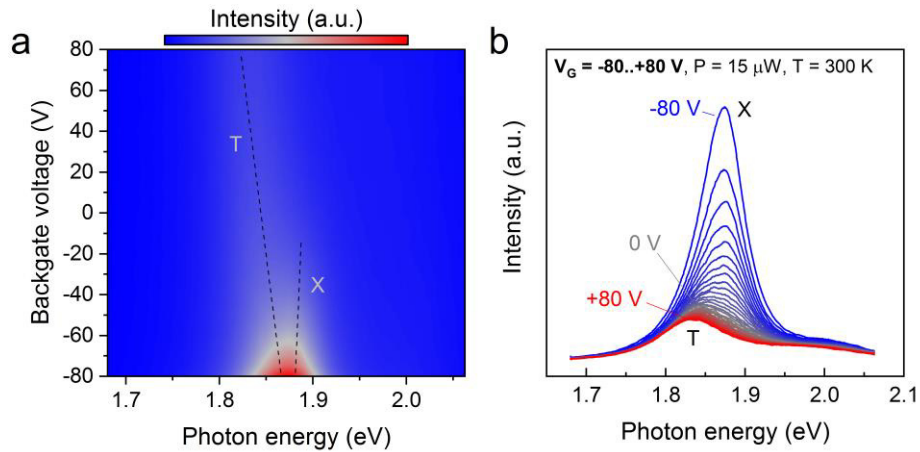 a
Intensity (a.u.)
Backgate voltage (V)
80
60
40
20
0
-20
-40
-60
-80
T
X
1.7
1.8
1.9
2.0
Photon energy (eV)
b
V_G = -80..+80 V, P = 15 μW, T = 300 K
Intensity (a.u.)
-80 V
X
0 V
+80 V
T
1.7
1.8
1.9
2.0
2.1
Photon energy (eV)